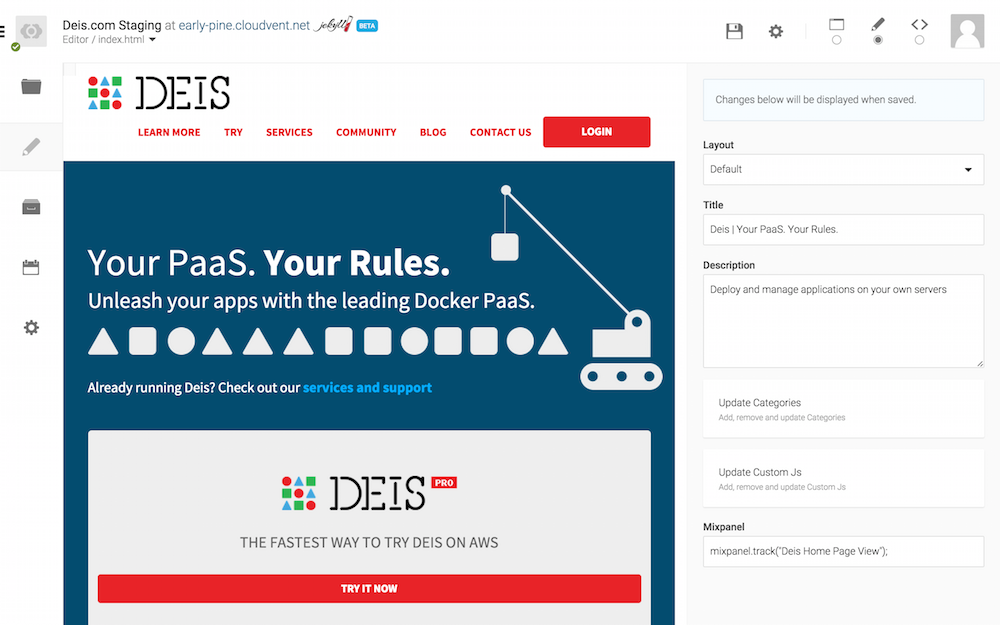 Deis.com Staging at early-pine.cloudvent.net jekyll BETA
Editor / index.html
DEIS
LEARN MORE TRY SERVICES COMMUNITY BLOG CONTACT US LOGIN
Your PaaS. Your Rules.
Unleash your apps with the leading Docker PaaS.
Already running Deis? Check out our services and support
DEIS PRO
THE FASTEST WAY TO TRY DEIS ON AWS
TRY IT NOW
Changes below will be displayed when saved.
Layout
Default
Title
Deis | Your PaaS. Your Rules.
Description
Deploy and manage applications on your own servers
Update Categories
Add, remove and update Categories
Update Custom Js
Add, remove and update Custom Js
Mixpanel
mixpanel.track("Deis Home Page View");